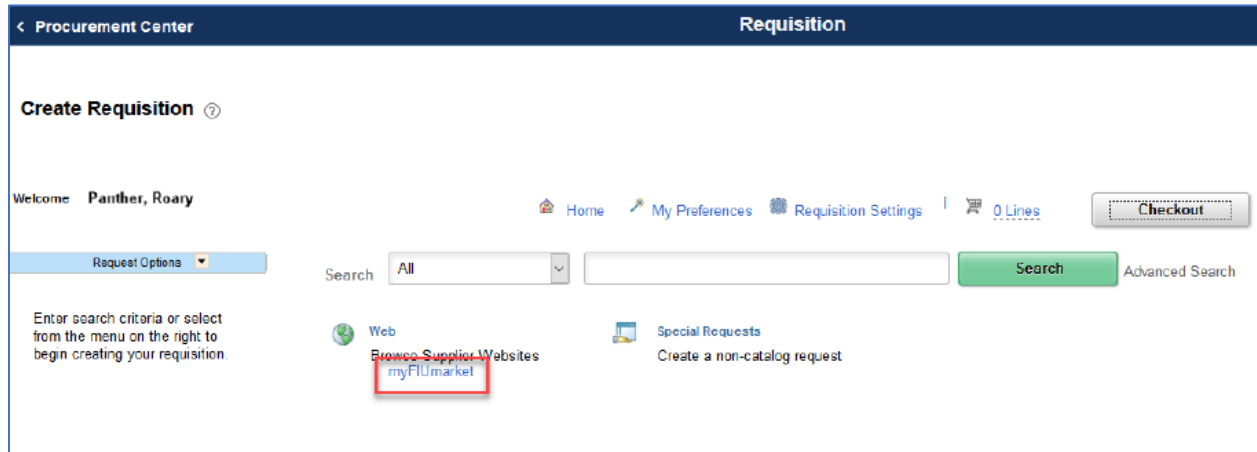 < Procurement Center
Requisition
Create Requisition ?
Welcome Panther, Roary
Home My Preferences Requisition Settings | 0 Lines Checkout
Request Options
Search All Search Advanced Search
Enter search criteria or select
from the menu on the right to
begin creating your requisition.
Web
Browse Supplier Websites
myFIUmarket
Special Requests
Create a non-catalog request